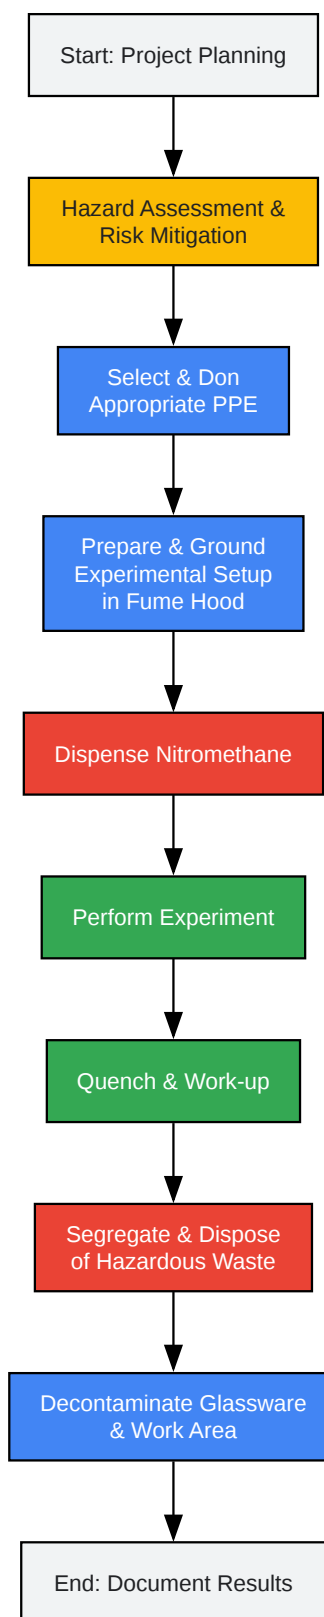 Start: Project Planning
Hazard Assessment &
Risk Mitigation
Select & Don
Appropriate PPE
Prepare & Ground
Experimental Setup
in Fume Hood
Dispense Nitromethane
Perform Experiment
Quench & Work-up
Segregate & Dispose
of Hazardous Waste
Decontaminate Glassware
& Work Area
End: Document Results